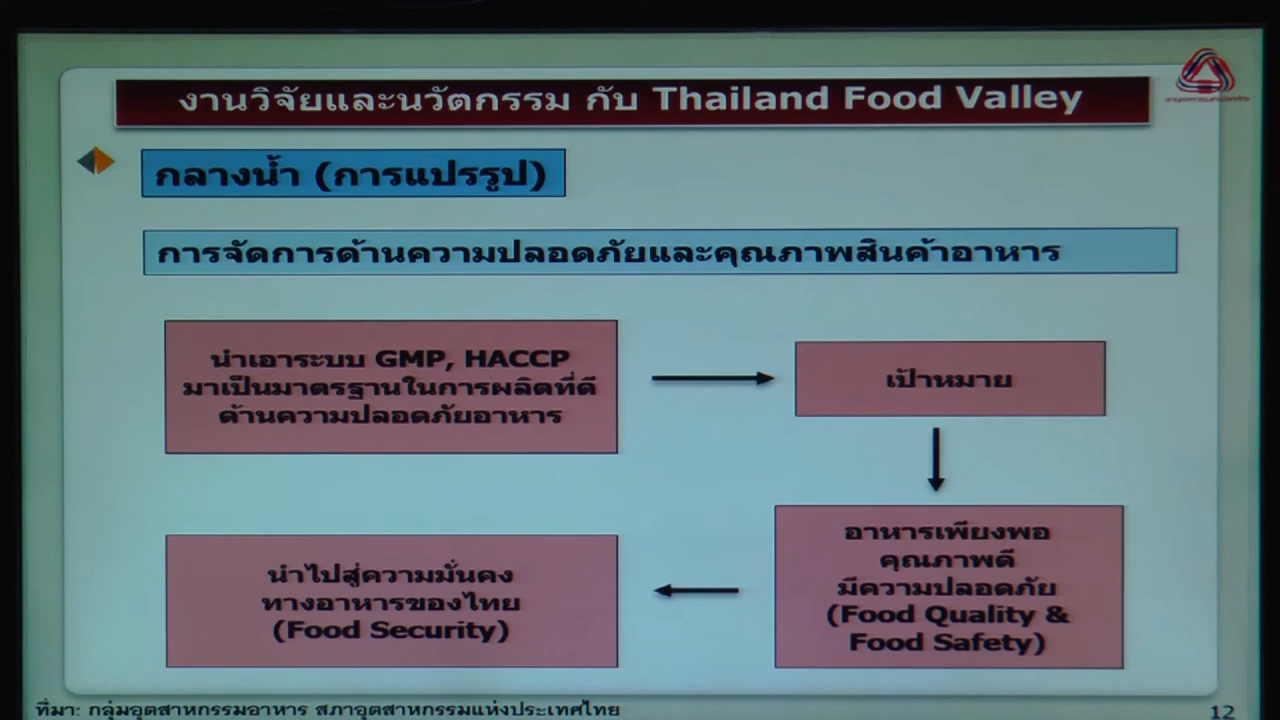 งานวิจัยและนวัตกรรม กับ Thailand Food Valley
กลางน้ำ (การแปรรูป)
การจัดการด้านความปลอดภัยและคุณภาพสินค้าอาหาร
นำเอาระบบ GMP, HACCP
มาเป็นมาตรฐานในการผลิตที่ดี
ด้านความปลอดภัยอาหาร
เป้าหมาย
อาหารเพียงพอ
คุณภาพดี
มีความปลอดภัย
(Food Quality &
Food Safety)
นำไปสู่ความมั่นคง
ทางอาหารของไทย
(Food Security)
ที่มา: กลุ่มอุตสาหกรรมอาหาร สภาอุตสาหกรรมแห่งประเทศไทย
12